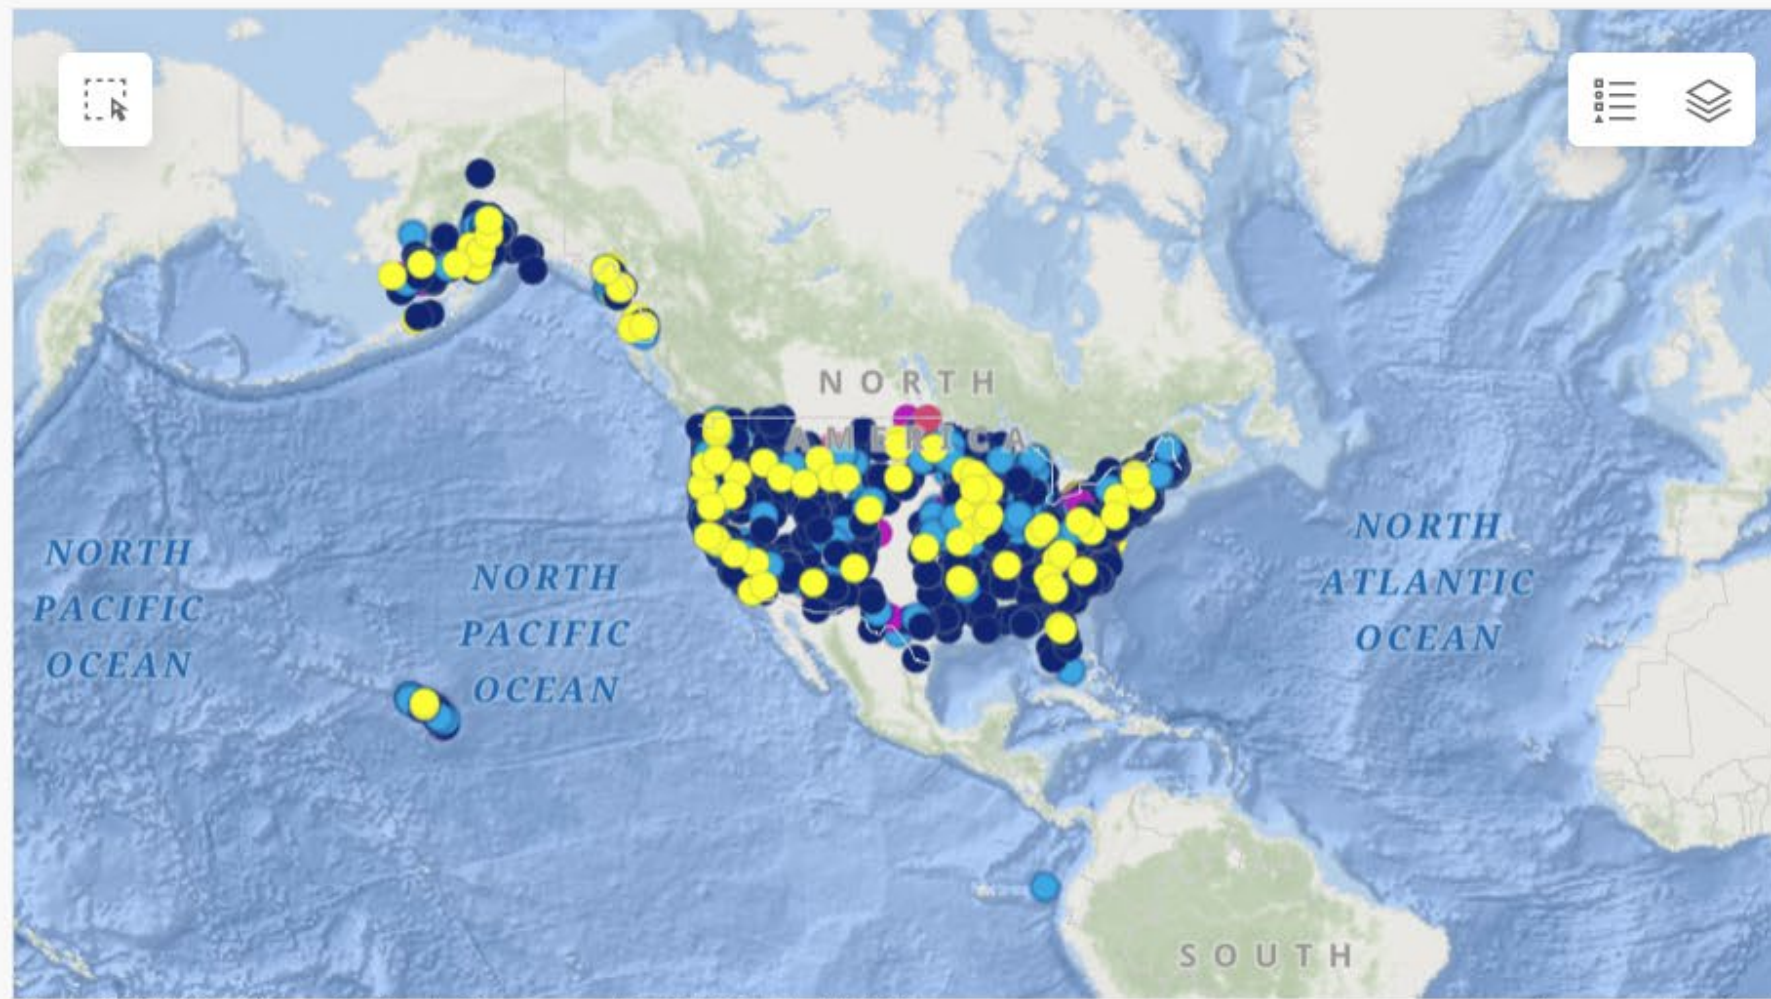 NORTH
AMERICA
NORTH
PACIFIC
OCEAN
NORTH
PACIFIC
OCEAN
NORTH
ATLANTIC
OCEAN
SOUTH